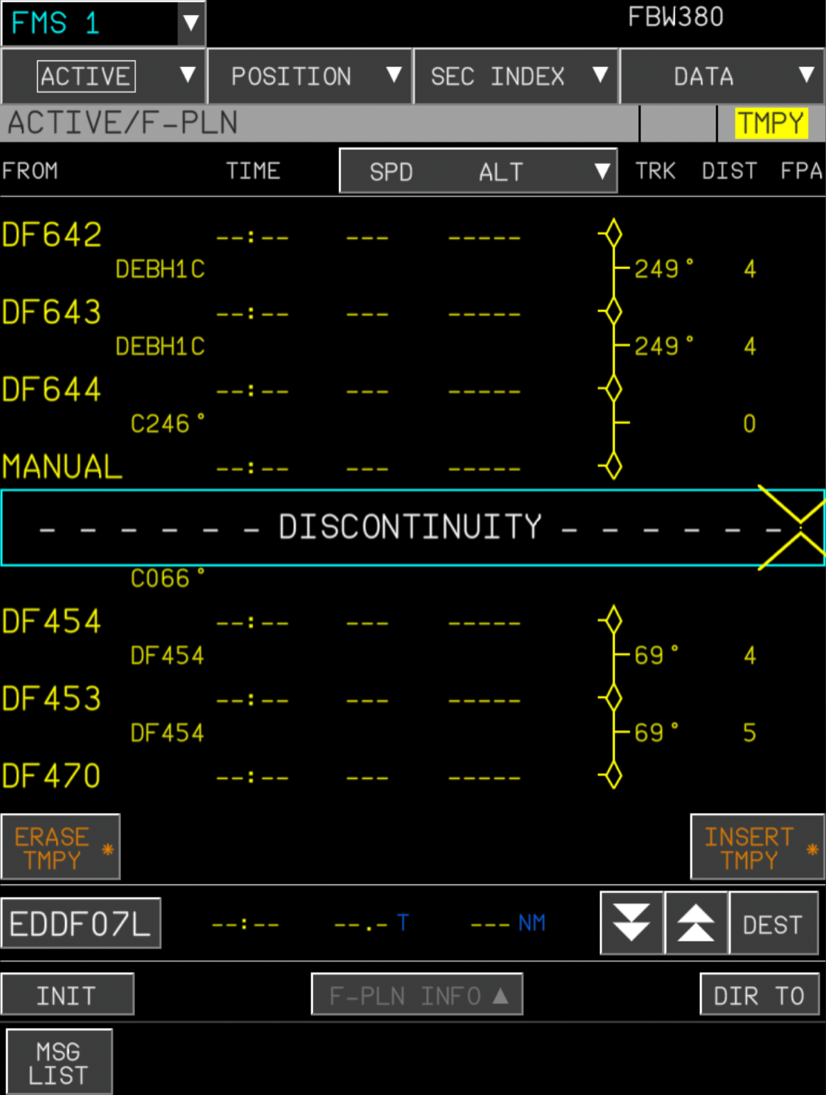 FMS 1 ▼ FBW380
ACTIVE ▼ POSITION ▼ SEC INDEX ▼ DATA ▼
ACTIVE/F-PLN TMPY
FROM TIME SPD ALT ▼ TRK DIST FPA
DF642 --:-- --- -----
DEBH1C 249° 4
DF643 --:-- --- -----
DEBH1C 249° 4
DF644 --:-- --- -----
C246° 0
MANUAL --:-- --- -----
- - - - - - DISCONTINUITY - - - - - -
C066°
DF454 --:-- --- -----
DF454 69° 4
DF453 --:-- --- -----
DF454 69° 5
DF470 --:-- --- -----
ERASE
TMPY *
INSERT
TMPY *
EDDF07L --:-- --.- T --- NM DEST
INIT F-PLN INFO ▲ DIR TO
MSG
LIST